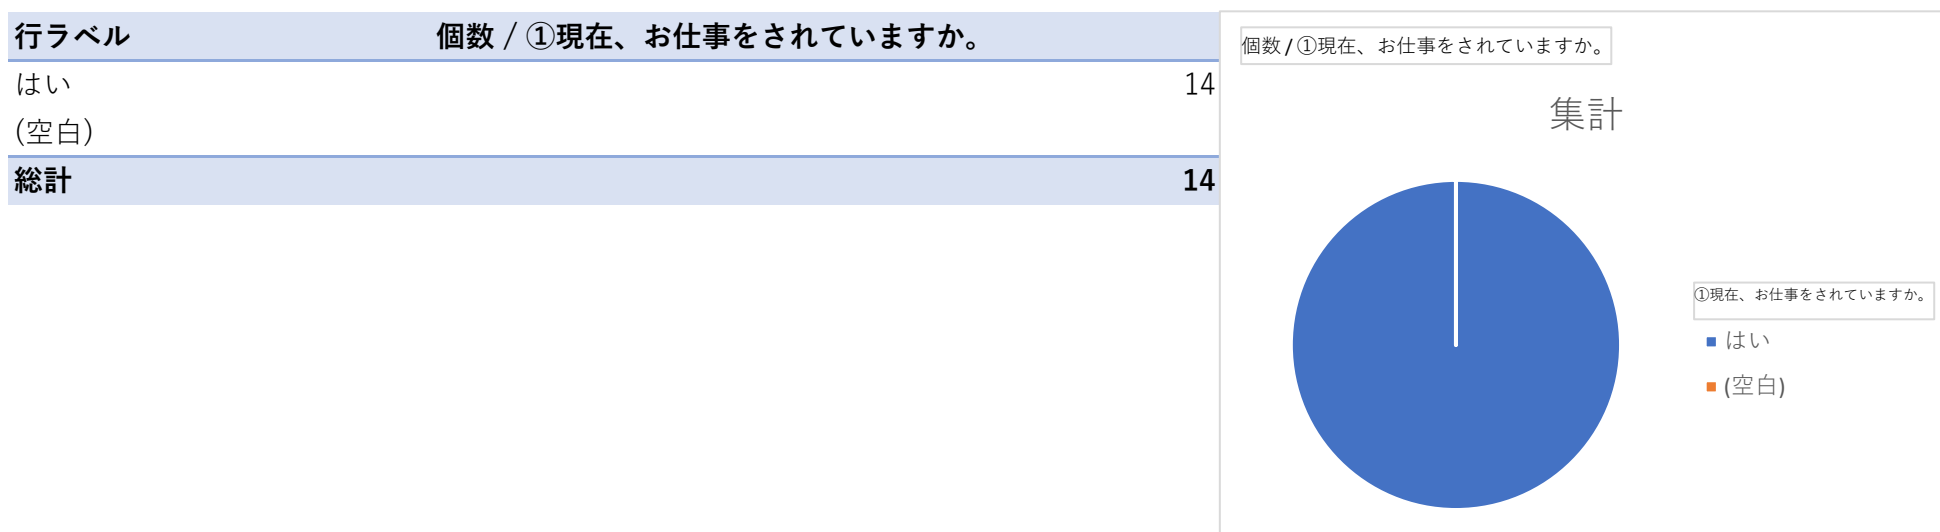 行ラベル 個数 / ①現在、お仕事をされていますか。
はい 14
(空白)
総計 14
個数 / ①現在、お仕事をされていますか。
集計
①現在、お仕事をされていますか。
はい
(空白)